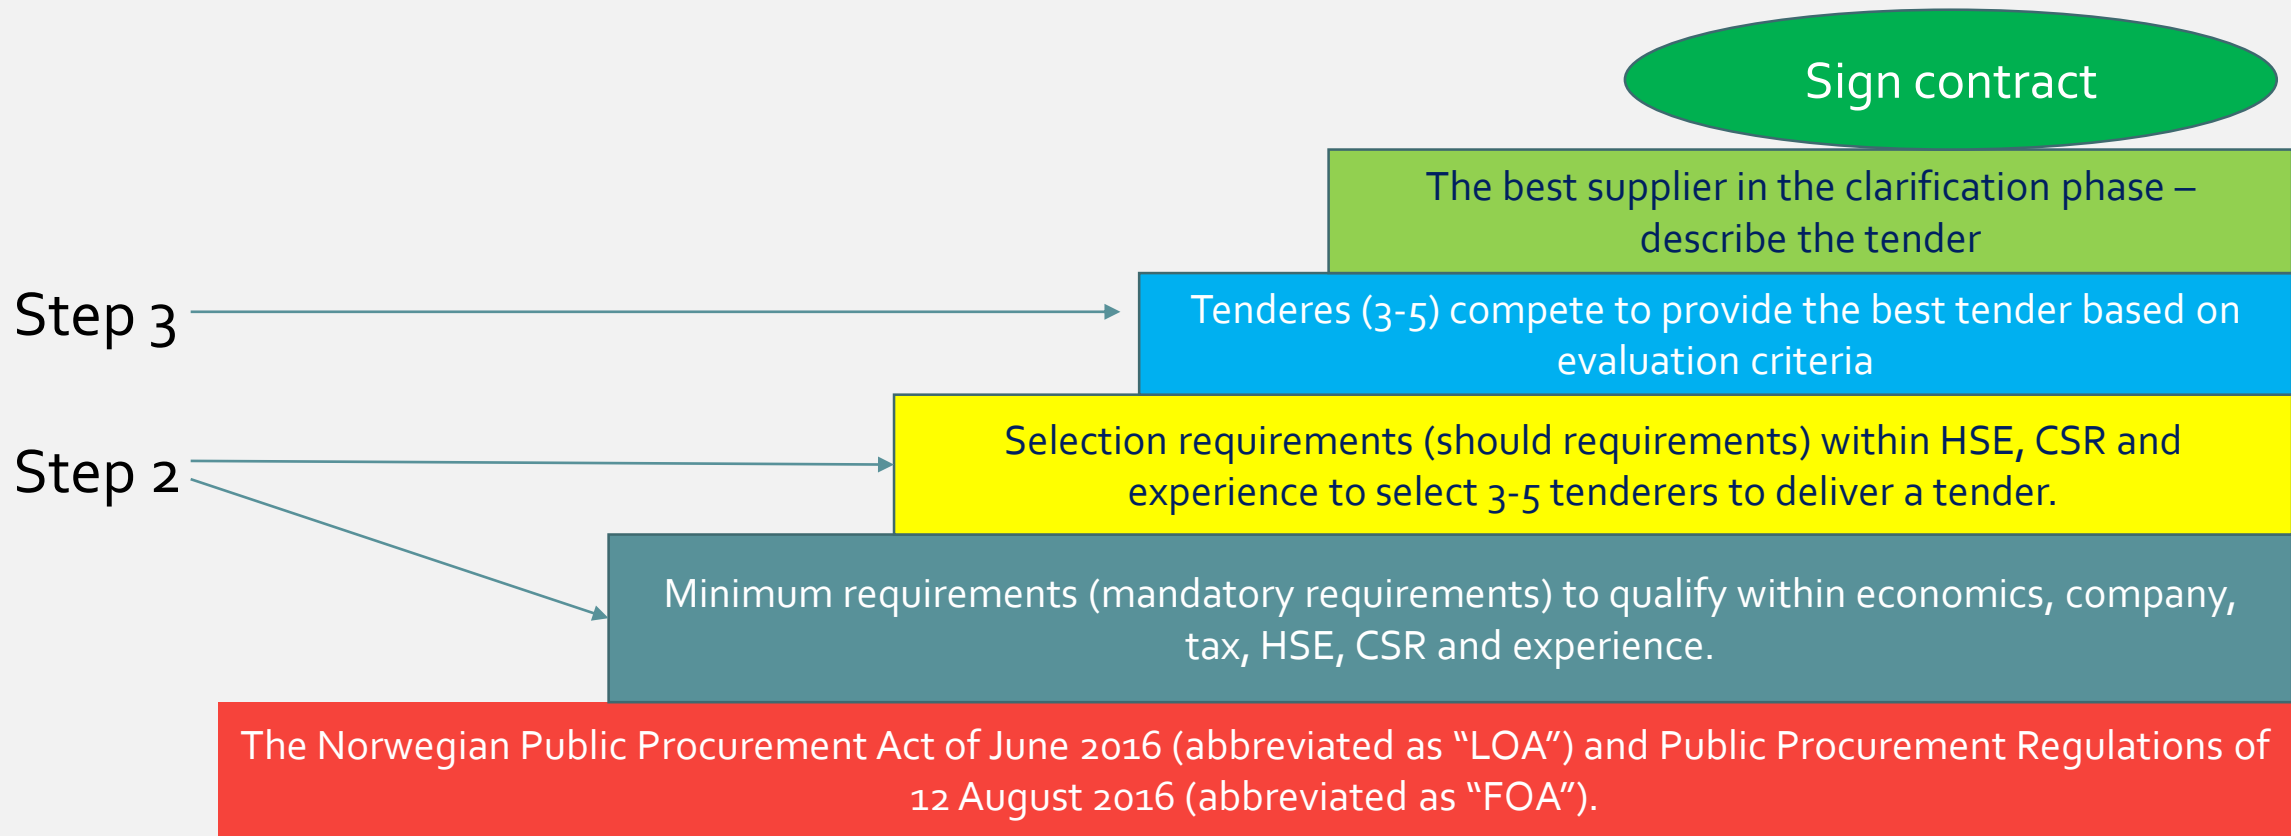 Sign contract
The best supplier in the clarification phase –
describe the tender
Step 3
Tenderes (3-5) compete to provide the best tender based on
evaluation criteria
Step 2
Selection requirements (should requirements) within HSE, CSR and
experience to select 3-5 tenderers to deliver a tender.
Minimum requirements (mandatory requirements) to qualify within economics, company,
tax, HSE, CSR and experience.
The Norwegian Public Procurement Act of June 2016 (abbreviated as “LOA”) and Public Procurement Regulations of
12 August 2016 (abbreviated as “FOA”).